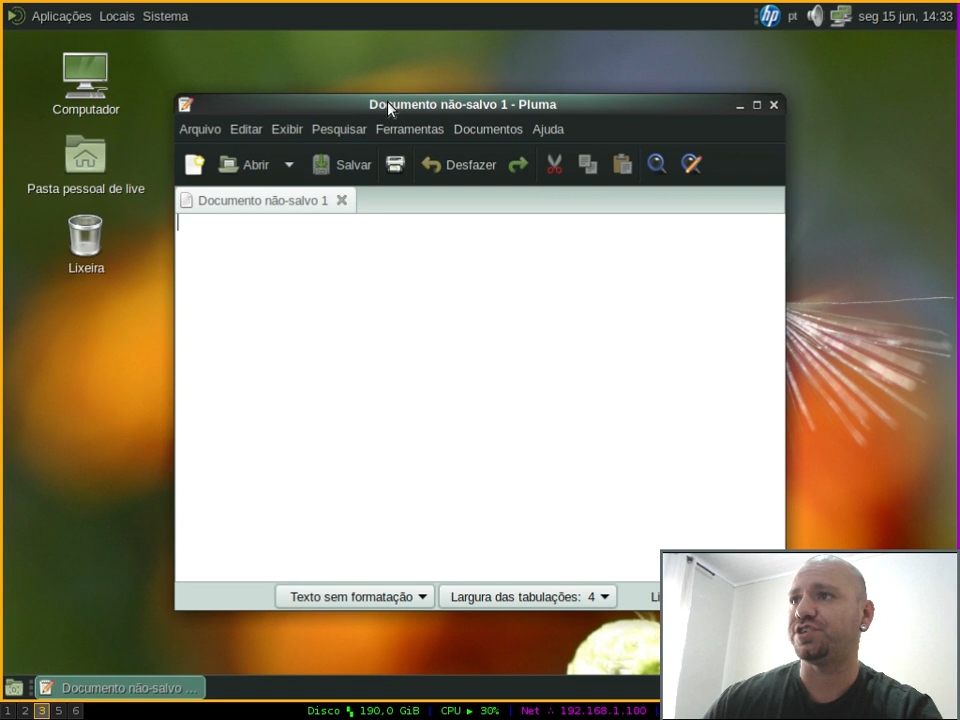 Aplicações Locais Sistema
hp pt seg 15 jun, 14:33
Computador
Pasta pessoal de live
Lixeira
Documento não-salvo 1 - Pluma
Arquivo Editar Exibir Pesquisar Ferramentas Documentos Ajuda
Abrir Salvar Desfazer
Documento não-salvo 1
Texto sem formatação Largura das tabulações: 4 Li
Documento não-salvo ...
1 2 3 5 6 Disco 190,0 GiB | CPU ▶ 30% | Net ∴ 192.168.1.100 |